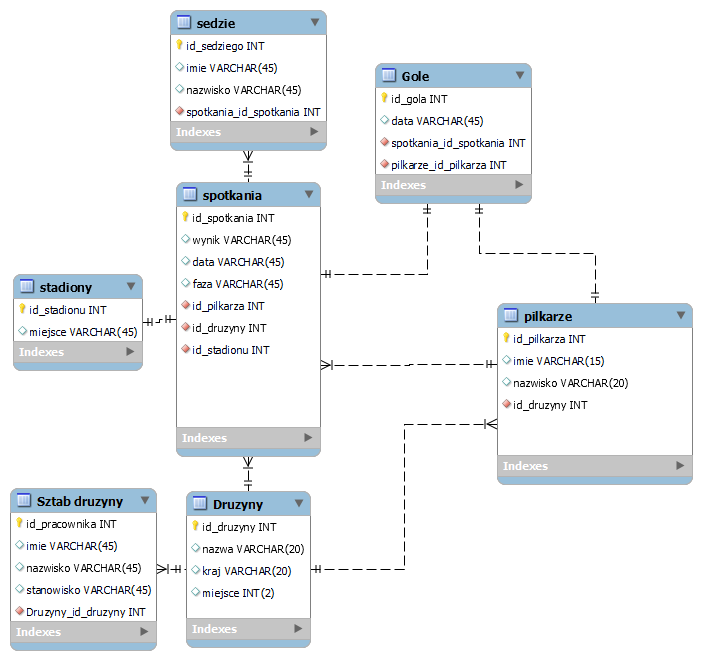 sedzie
id_sedziego INT
imie VARCHAR(45)
nazwisko VARCHAR(45)
spotkania_id_spotkania INT
Indexes
Gole
id_gola INT
data VARCHAR(45)
spotkania_id_spotkania INT
pilkarze_id_pilkarza INT
Indexes
spotkania
id_spotkania INT
wynik VARCHAR(45)
data VARCHAR(45)
faza VARCHAR(45)
id_pilkarza INT
id_druzyny INT
id_stadionu INT
Indexes
stadiony
id_stadionu INT
miejsce VARCHAR(45)
Indexes
pilkarze
id_pilkarza INT
imie VARCHAR(15)
nazwisko VARCHAR(20)
id_druzyny INT
Indexes
Sztab druzyny
id_pracownika INT
imie VARCHAR(45)
nazwisko VARCHAR(45)
stanowisko VARCHAR(45)
Druzyny_id_druzyny INT
Indexes
Druzyny
id_druzyny INT
nazwa VARCHAR(20)
kraj VARCHAR(20)
miejsce INT(2)
Indexes